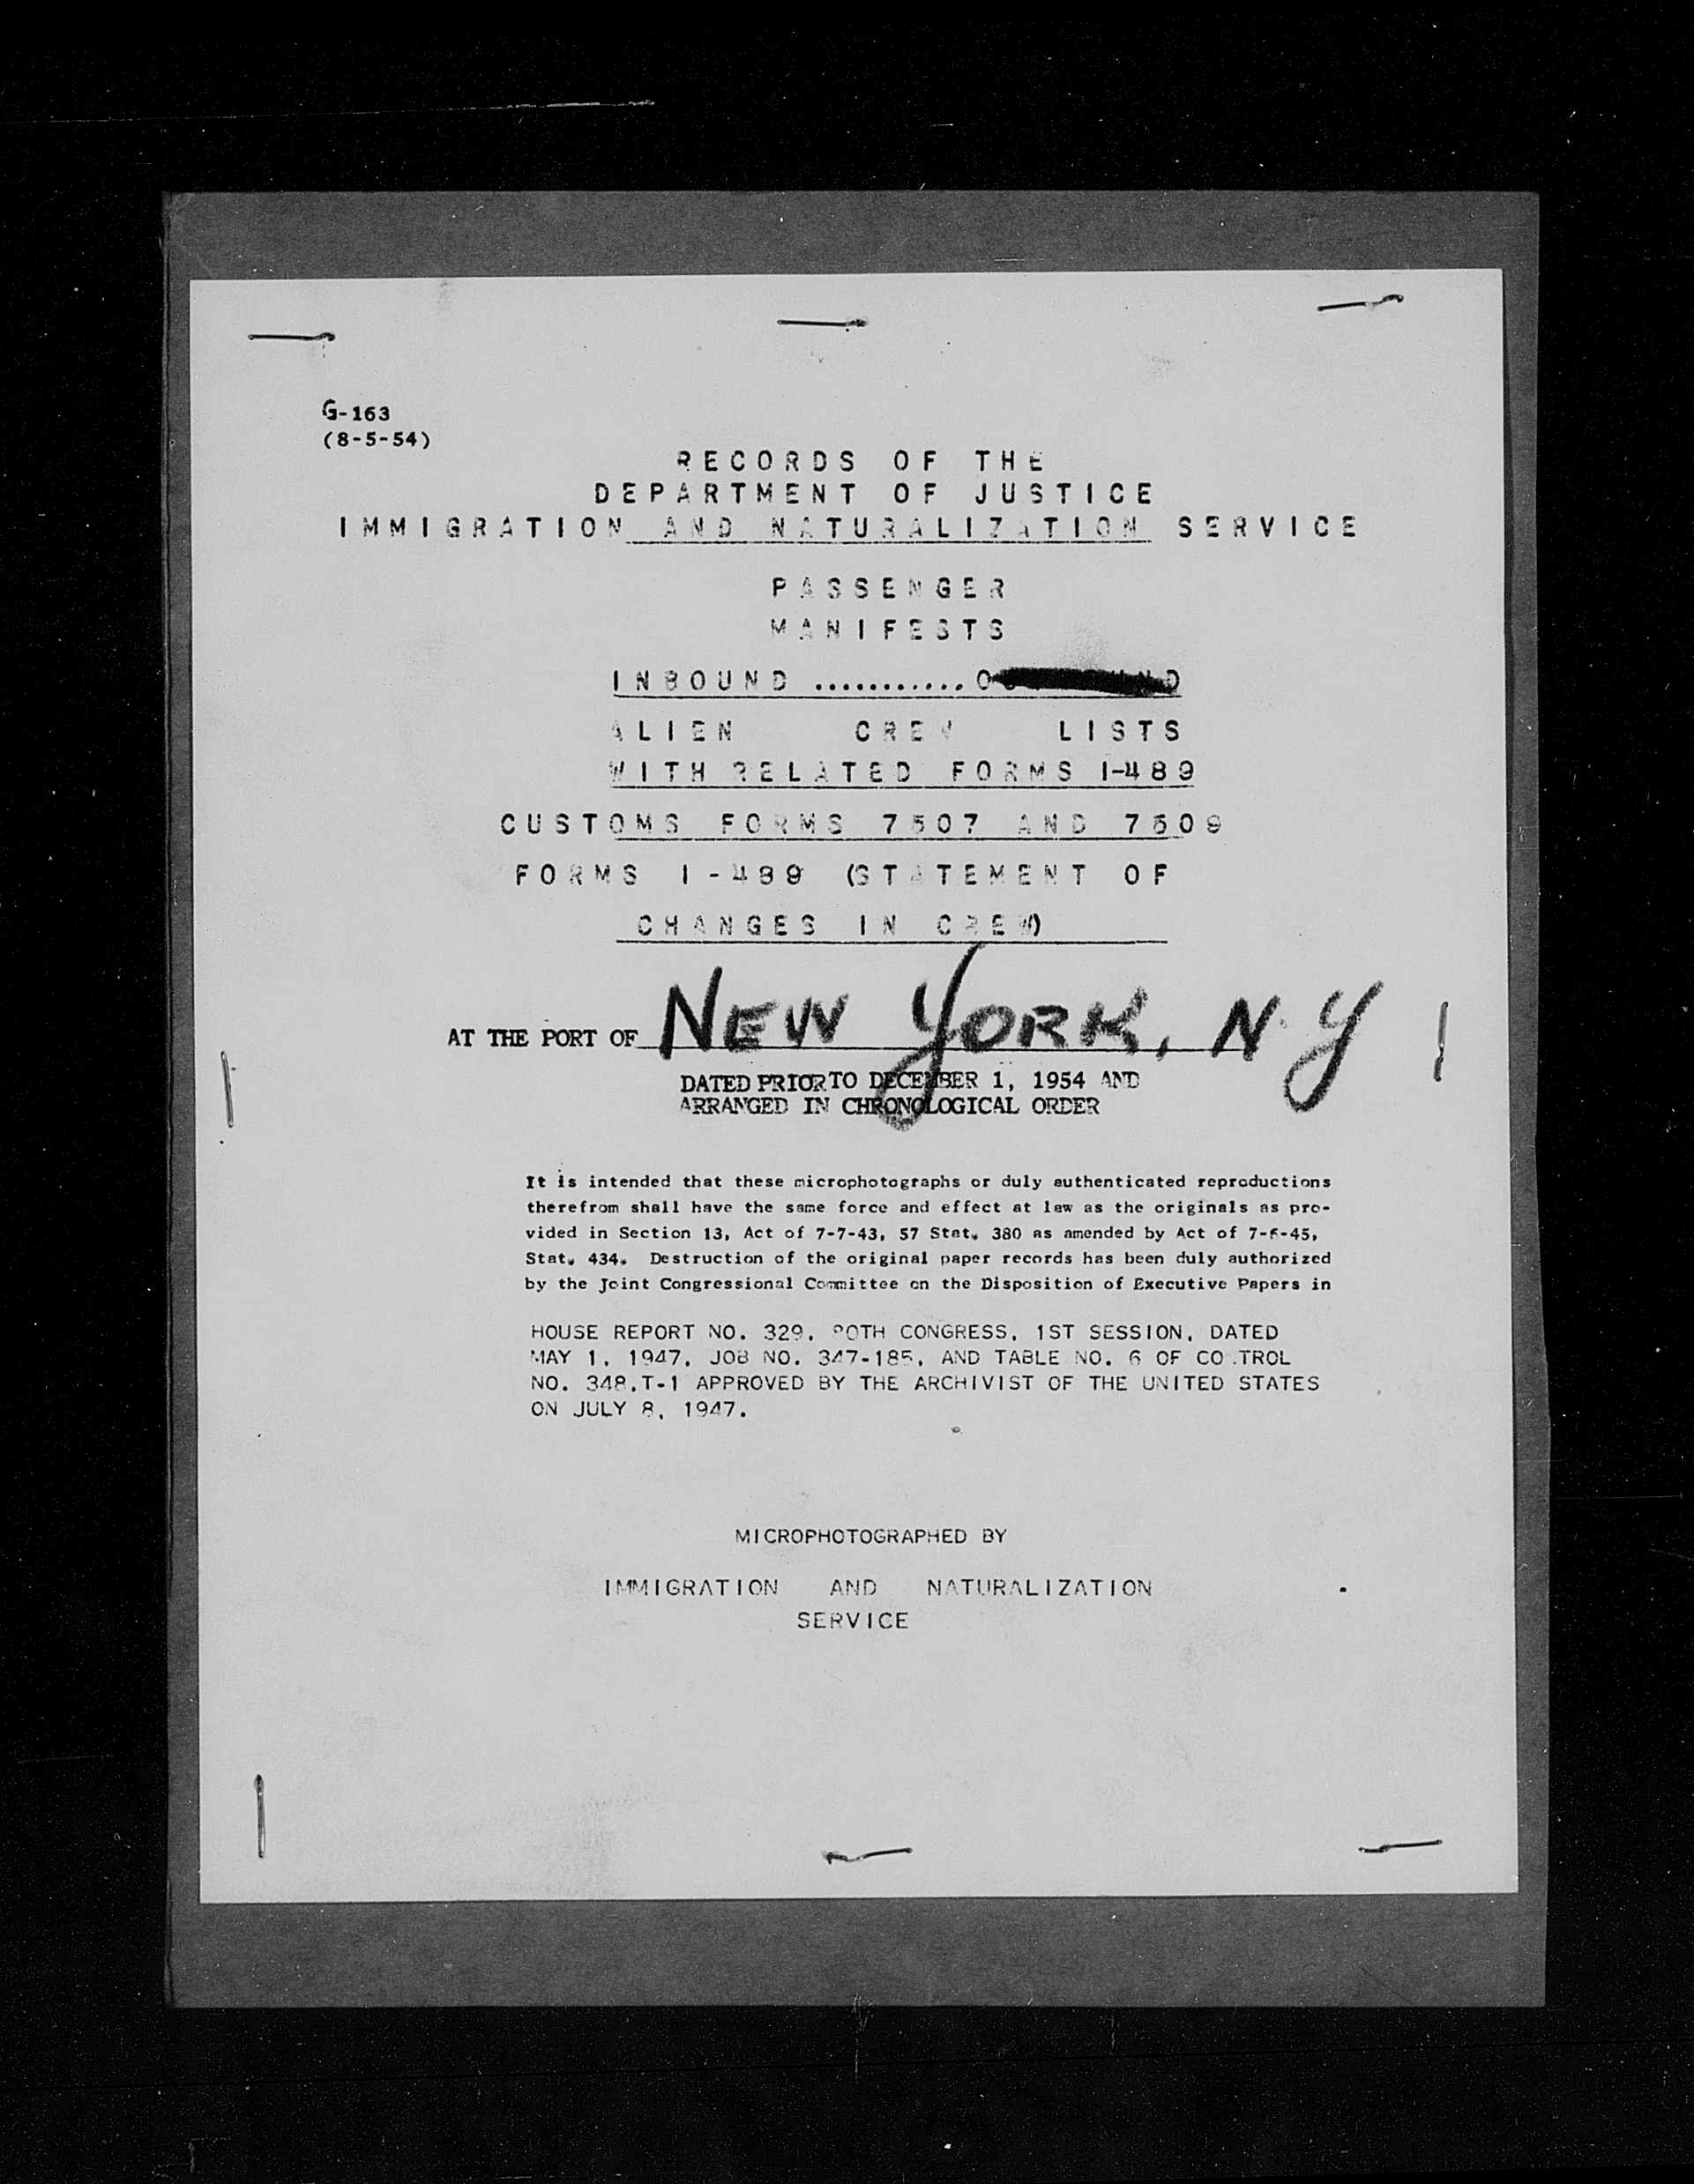 G-163
(8-5-54)
RECORDS OF THE
DEPARTMENT OF JUSTICE
IMMIGRATION AND NATURALIZATION SERVICE
PASSENGER
MANIFESTS
INBOUND ...........
ALIEN CREW LISTS
WITH RELATED FORMS I-489
CUSTOMS FORMS 7507 AND 7509
FORMS I-489 (STATEMENT OF
CHANGES IN CREW)
AT THE PORT OF NEW YORK, N.Y
DATED PRIOR TO DECEMBER 1, 1954 AND
ARRANGED IN CHRONOLOGICAL ORDER
It is intended that these microphotographs or duly authenticated reproductions
therefrom shall have the same force and effect at law as the originals as pro-
vided in Section 13, Act of 7-7-43, 57 Stat. 380 as amended by Act of 7-6-45,
Stat. 434. Destruction of the original paper records has been duly authorized
by the Joint Congressional Committee on the Disposition of Executive Papers in
HOUSE REPORT NO. 329, 80TH CONGRESS, 1ST SESSION, DATED
MAY 1, 1947, JOB NO. 347-185, AND TABLE NO. 6 OF CO TROL
NO. 348.T-1 APPROVED BY THE ARCHIVIST OF THE UNITED STATES
ON JULY 8, 1947.
MICROPHOTOGRAPHED BY
IMMIGRATION AND NATURALIZATION
SERVICE